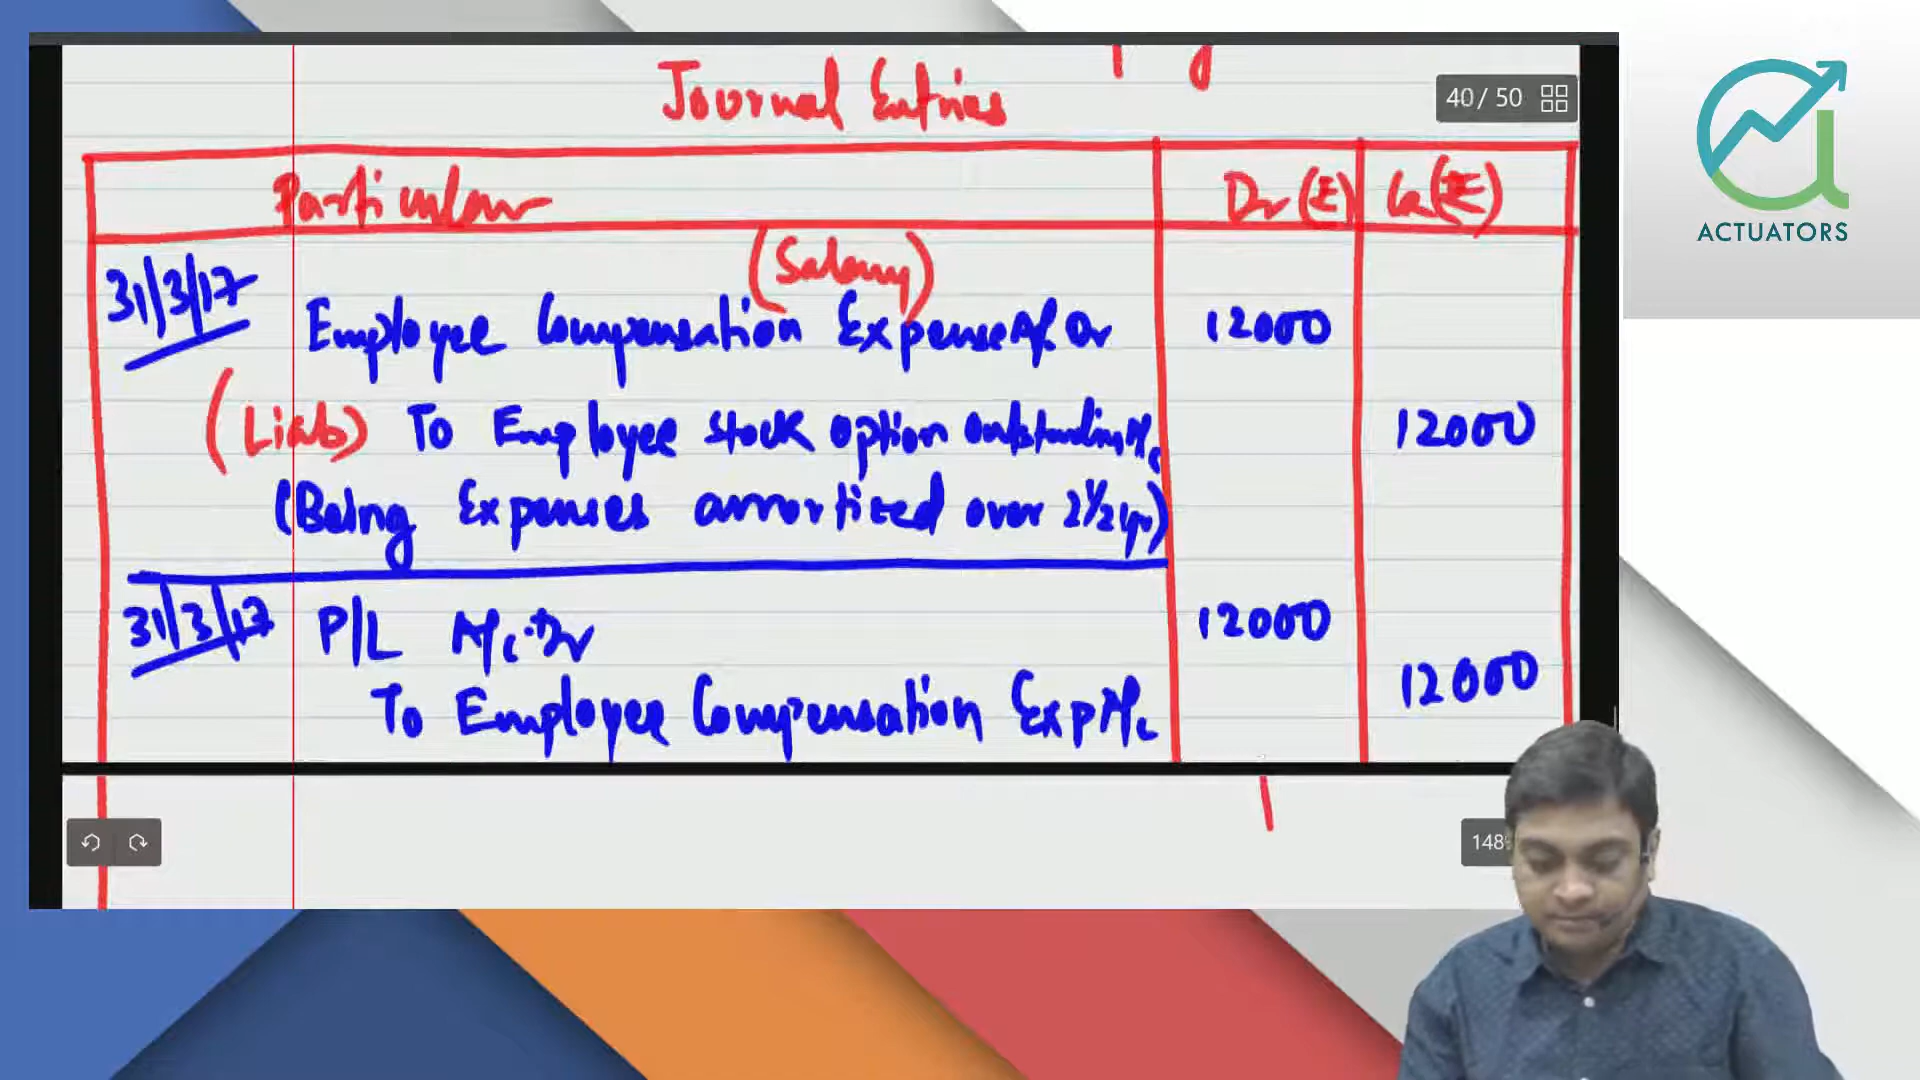 Journal Entries
40 / 50
ACTUATORS
Particular Dr (₹) Cr (₹)
(Salary)
31/3/17 Employee Compensation Expense A/c Dr 12000
(Liab) To Employee stock option outstanding A/c 12000
(Being Expenses amortized over 2½ yr)
31/3/17 P/L A/c Dr 12000
To Employee Compensation Exp A/c 12000
148